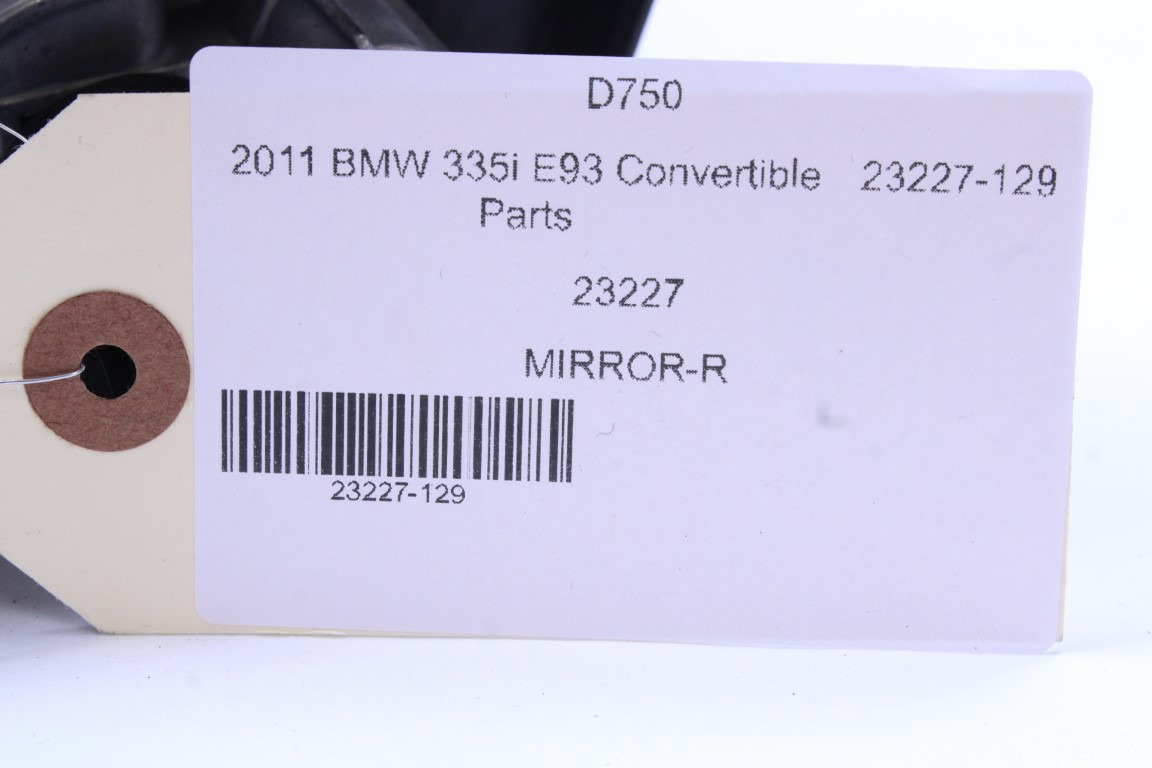 D750
2011 BMW 335i E93 Convertible 23227-129
Parts
23227
MIRROR-R
23227-129